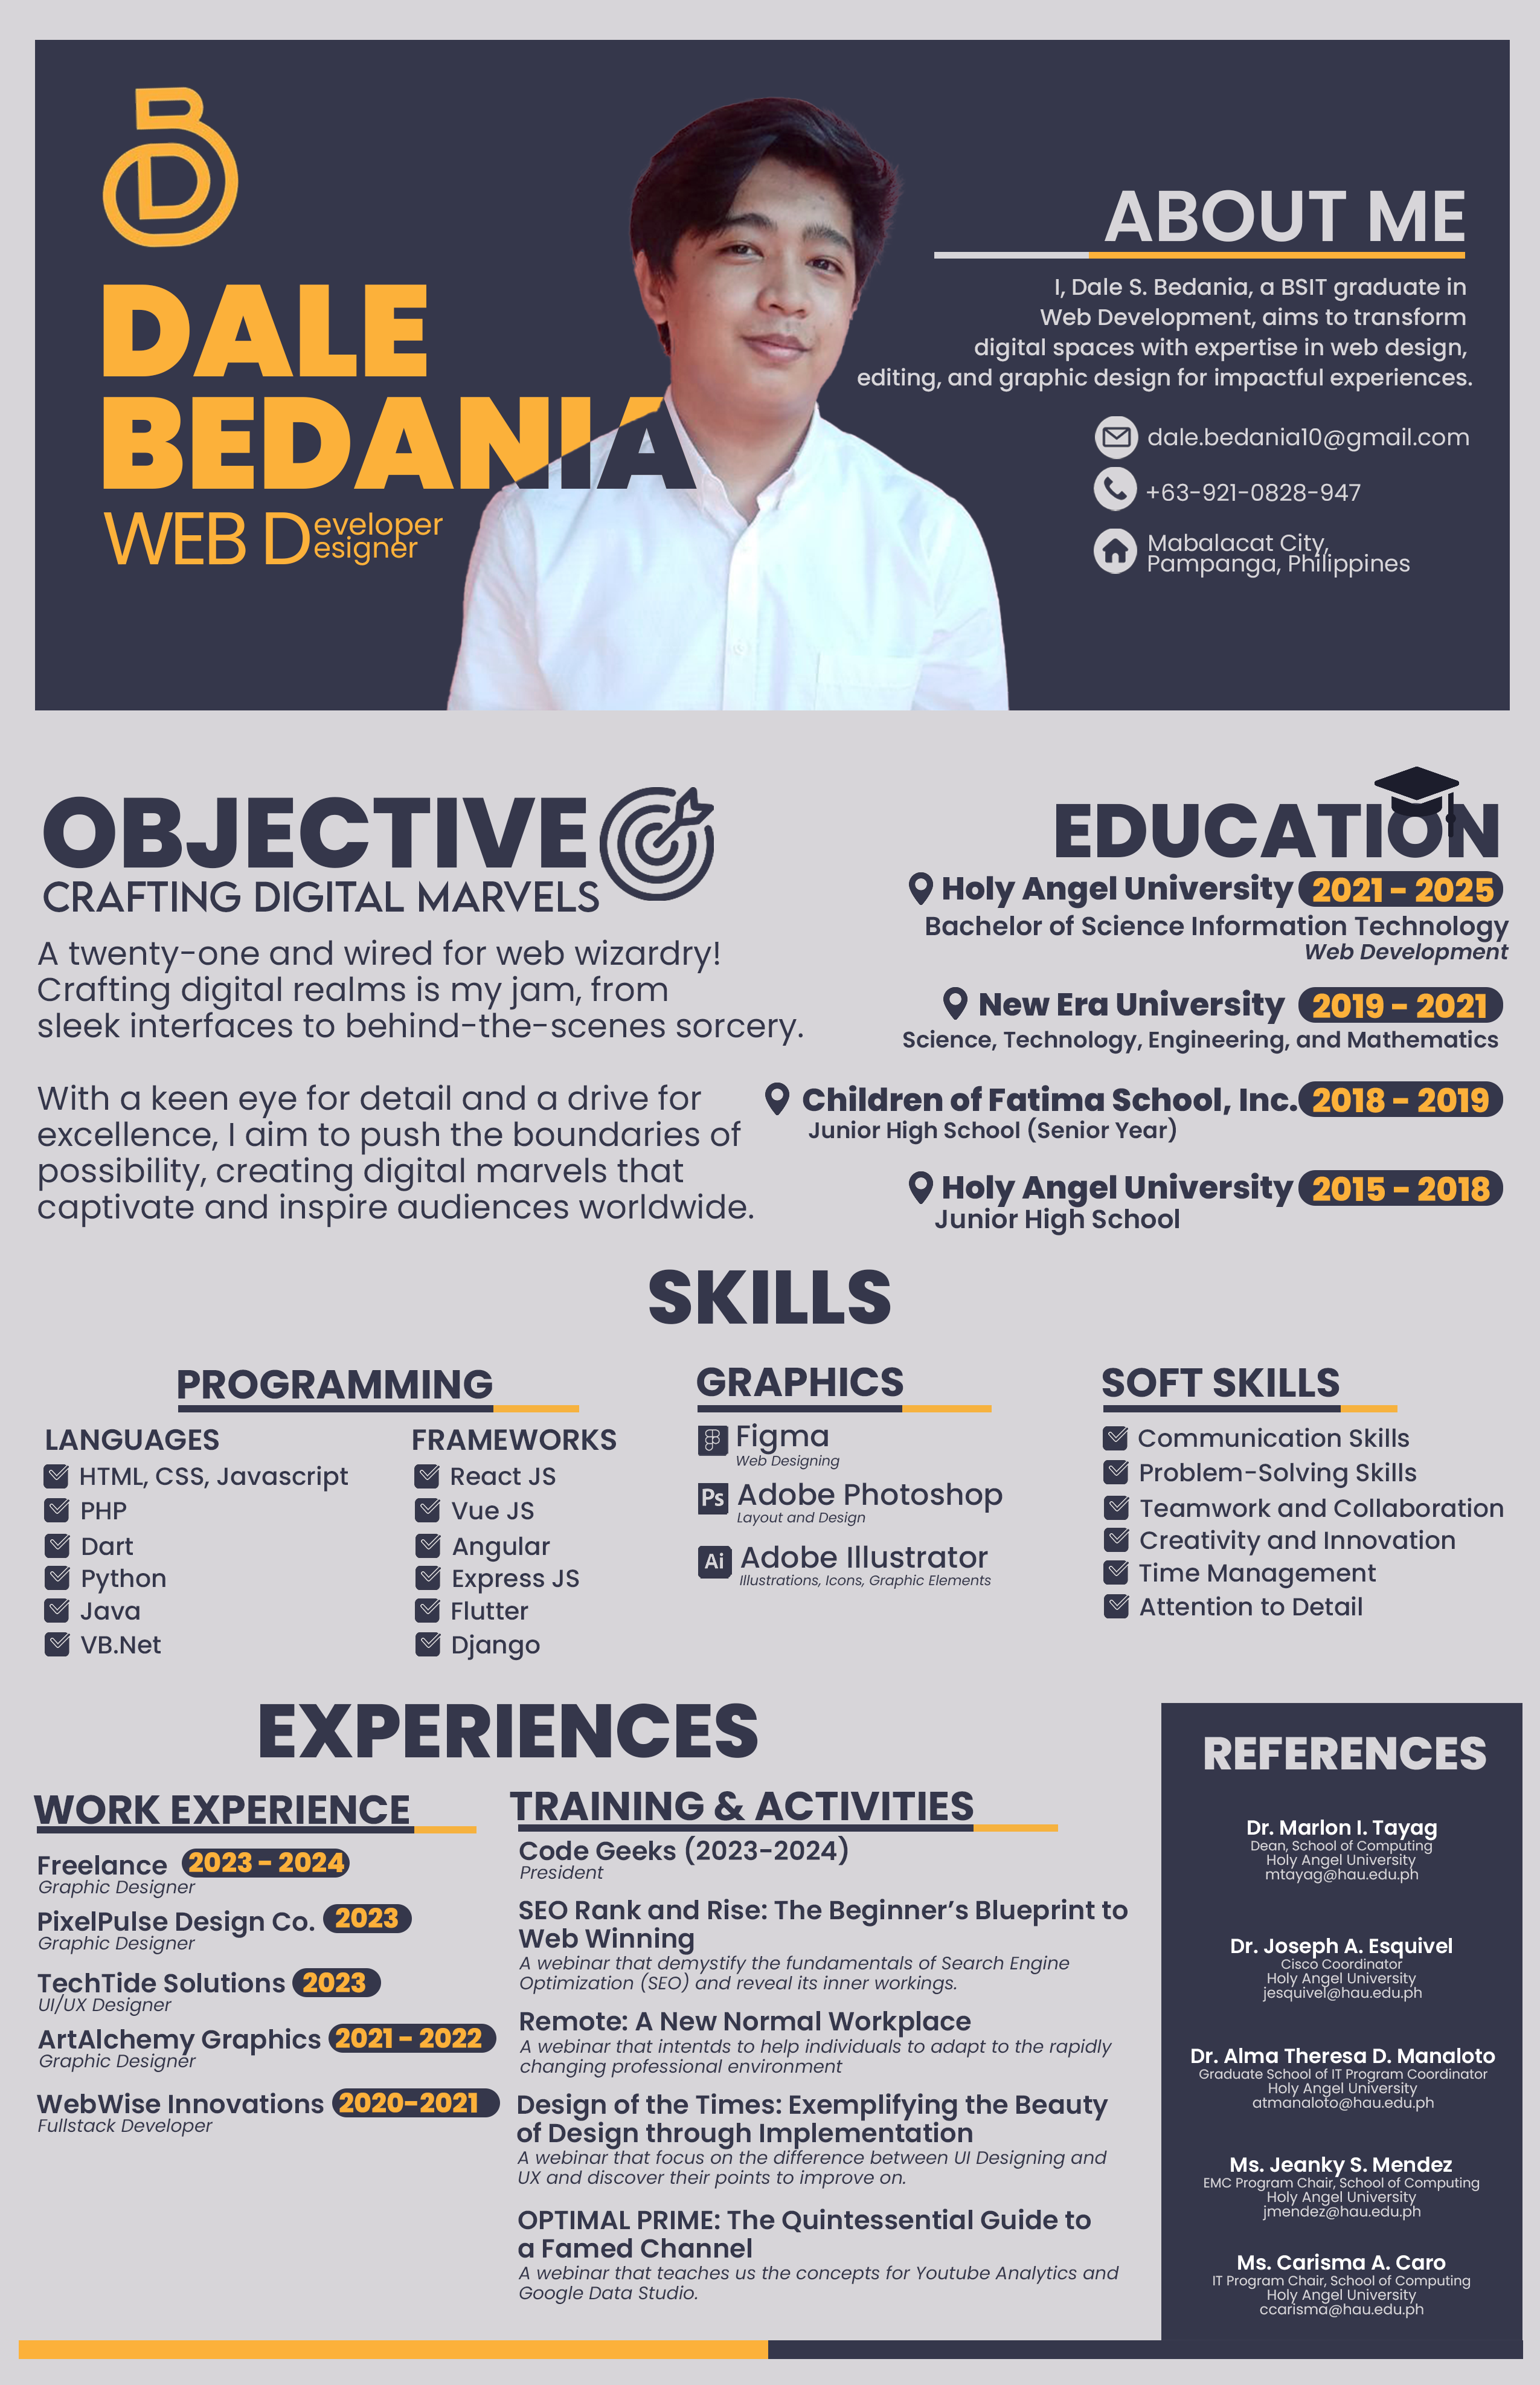 DALE
BEDANIA
WEB Developer
Designer
ABOUT ME
I, Dale S. Bedania, a BSIT graduate in
Web Development, aims to transform
digital spaces with expertise in web design,
editing, and graphic design for impactful experiences.
dale.bedania10@gmail.com
+63-921-0828-947
Mabalacat City,
Pampanga, Philippines
OBJECTIVE
CRAFTING DIGITAL MARVELS
A twenty-one and wired for web wizardry!
Crafting digital realms is my jam, from
sleek interfaces to behind-the-scenes sorcery.
With a keen eye for detail and a drive for
excellence, I aim to push the boundaries of
possibility, creating digital marvels that
captivate and inspire audiences worldwide.
EDUCATION
Holy Angel University 2021 - 2025
Bachelor of Science Information Technology
Web Development
New Era University 2019 - 2021
Science, Technology, Engineering, and Mathematics
Children of Fatima School, Inc. 2018 - 2019
Junior High School (Senior Year)
Holy Angel University 2015 - 2018
Junior High School
SKILLS
PROGRAMMING
LANGUAGES
HTML, CSS, Javascript
PHP
Dart
Python
Java
VB.Net
FRAMEWORKS
React JS
Vue JS
Angular
Express JS
Flutter
Django
GRAPHICS
Figma
Web Designing
Ps Adobe Photoshop
Layout and Design
Ai Adobe Illustrator
Illustrations, Icons, Graphic Elements
SOFT SKILLS
Communication Skills
Problem-Solving Skills
Teamwork and Collaboration
Creativity and Innovation
Time Management
Attention to Detail
EXPERIENCES
WORK EXPERIENCE
Freelance 2023 - 2024
Graphic Designer
PixelPulse Design Co. 2023
Graphic Designer
TechTide Solutions 2023
UI/UX Designer
ArtAlchemy Graphics 2021 - 2022
Graphic Designer
WebWise Innovations 2020-2021
Fullstack Developer
TRAINING & ACTIVITIES
Code Geeks (2023-2024)
President
SEO Rank and Rise: The Beginner's Blueprint to
Web Winning
A webinar that demystify the fundamentals of Search Engine
Optimization (SEO) and reveal its inner workings.
Remote: A New Normal Workplace
A webinar that intentds to help individuals to adapt to the rapidly
changing professional environment
Design of the Times: Exemplifying the Beauty
of Design through Implementation
A webinar that focus on the difference between UI Designing and
UX and discover their points to improve on.
OPTIMAL PRIME: The Quintessential Guide to
a Famed Channel
A webinar that teaches us the concepts for Youtube Analytics and
Google Data Studio.
REFERENCES
Dr. Marlon I. Tayag
Dean, School of Computing
Holy Angel University
mtayag@hau.edu.ph
Dr. Joseph A. Esquivel
Cisco Coordinator
Holy Angel University
jesquivel@hau.edu.ph
Dr. Alma Theresa D. Manaloto
Graduate School of IT Program Coordinator
Holy Angel University
atmanaloto@hau.edu.ph
Ms. Jeanky S. Mendez
EMC Program Chair, School of Computing
Holy Angel University
jmendez@hau.edu.ph
Ms. Carisma A. Caro
IT Program Chair, School of Computing
Holy Angel University
ccarisma@hau.edu.ph